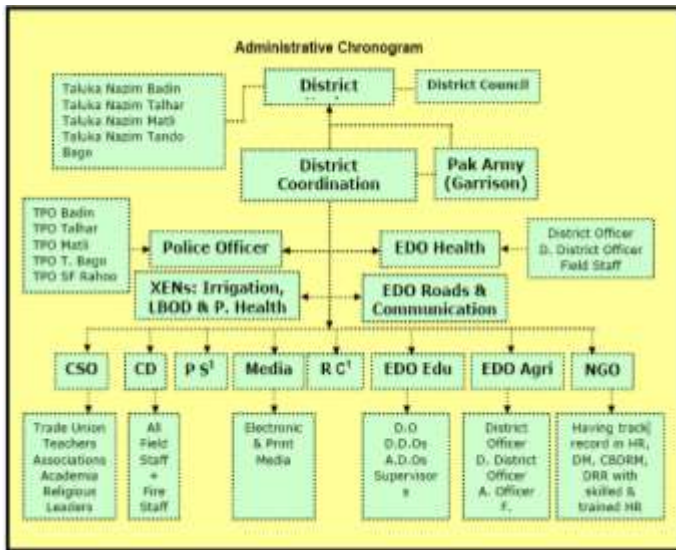 Administrative Chronogram
Taluka Nazim Badin
Taluka Nazim Talhar
Taluka Nazim Matli
Taluka Nazim Tando
Bago
District
District Council
District
Coordination
Pak Army
(Garrison)
TPO Badin
TPO Talhar
TPO Matli
TPO T. Bago
TPO SF Rahoo
Police Officer
EDO Health
District Officer
D. District Officer
Field Staff
XENs: Irrigation,
LBOD & P. Health
EDO Roads &
Communication
CSO
CD
P S¹
Media
R C¹
EDO Edu
EDO Agri
NGO
Trade Union
Teachers
Associations
Academia
Religious
Leaders
All
Field
Staff
+
Fire
Staff
Electronic
& Print
Media
D.O
D.D.Os
A.D.Os
Supervisor
s
District
Officer
D. District
Officer
A. Officer
F.
Having track
record in HR,
DM, CBDRM,
DRR with
skilled &
trained HR